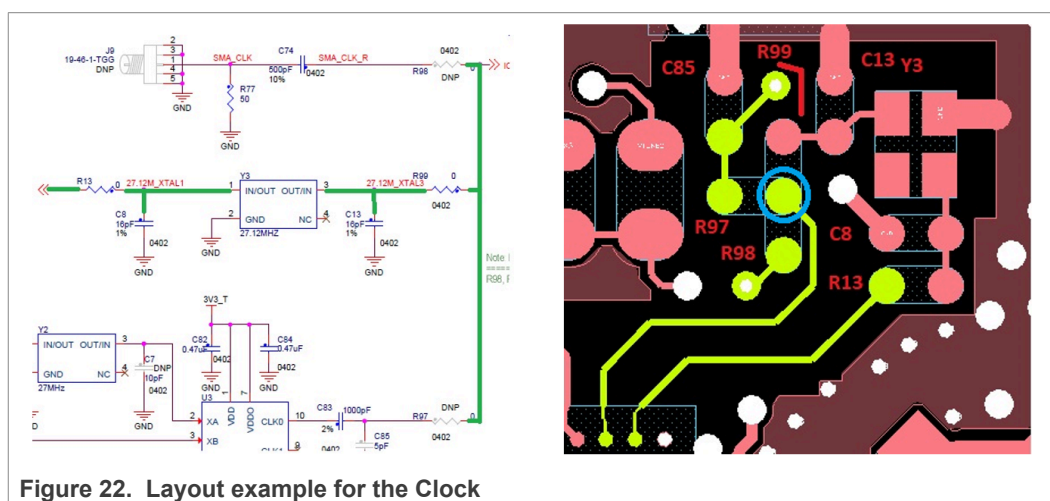 J9
19-46-1-TGG
DNP
2
3
1
4
5
GND
SMA_CLK
R77
50
GND
C74
500pF
10%
0402
SMA_CLK_R
R98
0402
0
DNP
R13
0
27.12M_XTAL1
C8
16pF
1%
0402
GND
Y3
1
IN/OUT
OUT/IN
3
2
GND
NC
4
27.12MHZ
GND
27.12M_XTAL3
C13
16pF
1%
0402
GND
R99
0
0402
Note
R98,
3V3_T
C82
0.47uF
0402
GND
C84
0.47uF
0402
GND
Y2
IN/OUT
OUT/IN
3
GND
NC
4
27MHz
C7
DNP
10pF
0402
GND
U3
1
7
VDD
VDDO
2
XA
3
XB
CLK0
10
9
C83
1000pF
2%
0402
C85
5pF
R97
DNP
0
0402
R99
C85
C13
Y3
R97
C8
R98
R13
Figure 22. Layout example for the Clock